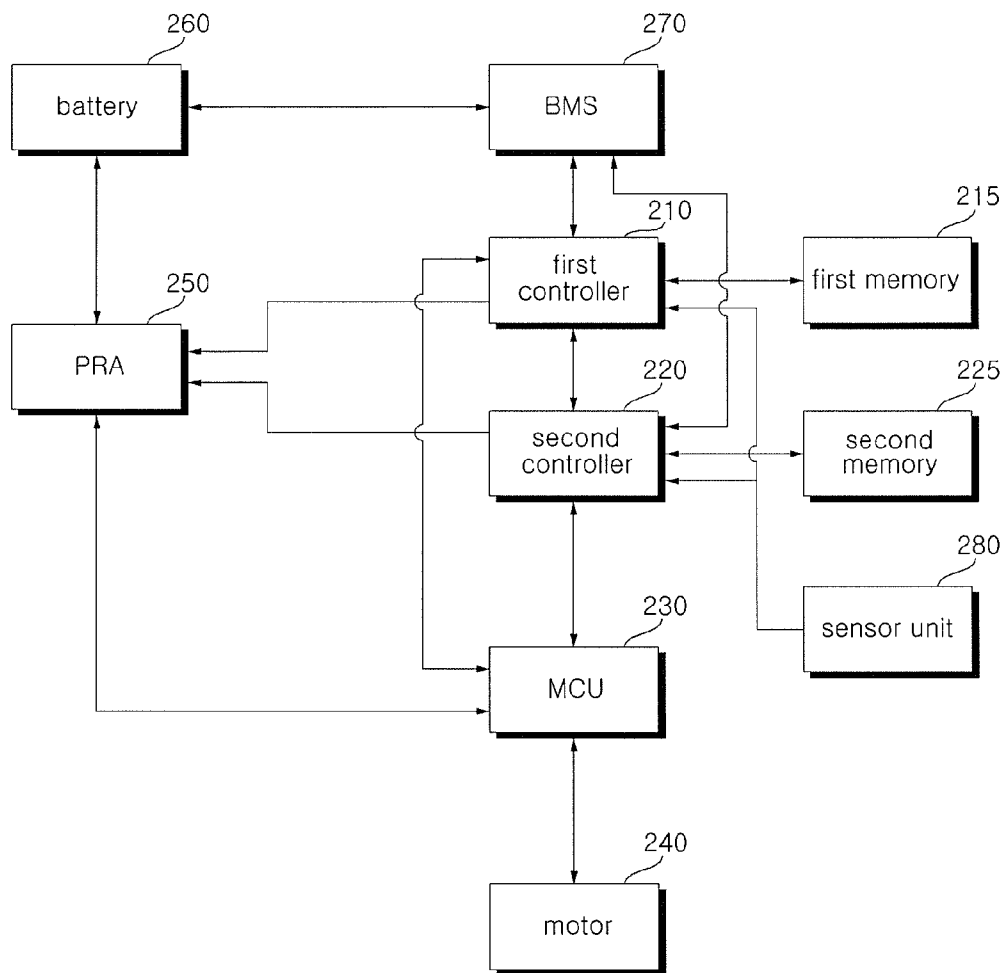 260
battery
270
BMS
210
first
controller
215
first memory
250
PRA
220
second
controller
225
second
memory
280
sensor unit
230
MCU
240
motor